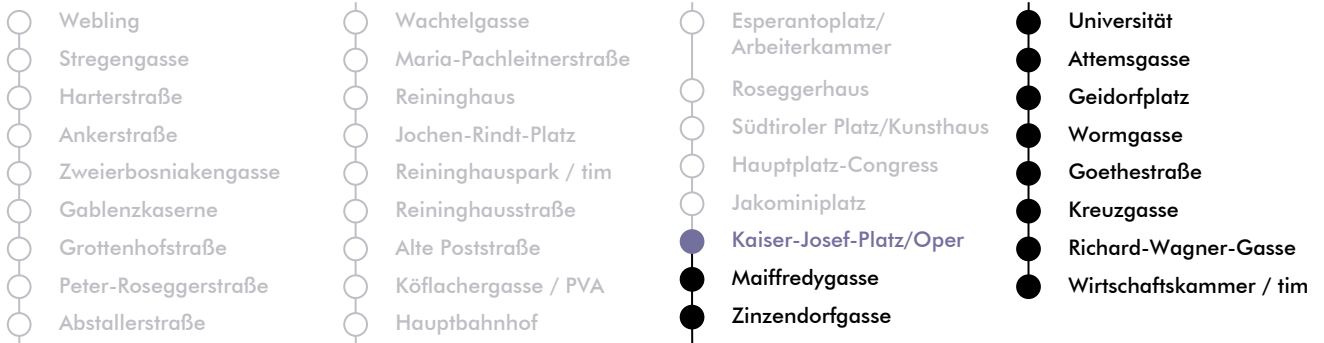 Webling
Stregengasse
Harterstraße
Ankerstraße
Zweierbosniakengasse
Gablenzkaserne
Grottenhofstraße
Peter-Roseggerstraße
Abstallerstraße
Wachtelgasse
Maria-Pachleitnerstraße
Reininghaus
Jochen-Rindt-Platz
Reininghauspark / tim
Reininghausstraße
Alte Poststraße
Köflachergasse / PVA
Hauptbahnhof
Esperantoplatz/
Arbeiterkammer
Roseggerhaus
Südtiroler Platz/Kunsthaus
Hauptplatz-Congress
Jakominiplatz
Kaiser-Josef-Platz/Oper
Maiffredygasse
Zinzendorfgasse
Universität
Attemsgasse
Geidorfplatz
Wormgasse
Goethestraße
Kreuzgasse
Richard-Wagner-Gasse
Wirtschaftskammer / tim